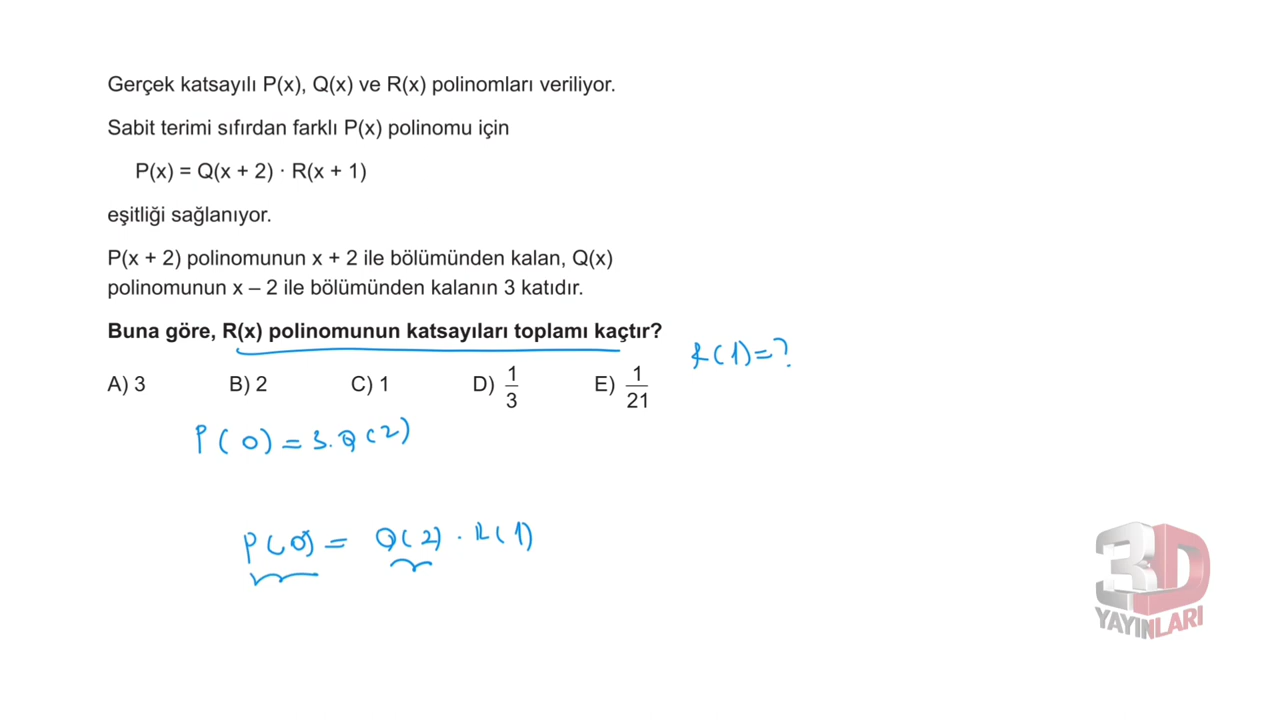 Gerçek katsayılı P(x), Q(x) ve R(x) polinomları veriliyor.
Sabit terimi sıfırdan farklı P(x) polinomu için
P(x) = Q(x + 2) · R(x + 1)
eşitliği sağlanıyor.
P(x + 2) polinomunun x + 2 ile bölümünden kalan, Q(x)
polinomunun x – 2 ile bölümünden kalanın 3 katıdır.
Buna göre, R(x) polinomunun katsayıları toplamı kaçtır?
R(1)=?
A) 3 B) 2 C) 1 D) 1/3 E) 1/21
P(0)=3.Q(2)
P(0)= Q(2) . R(1)
3D
YAYINLARI